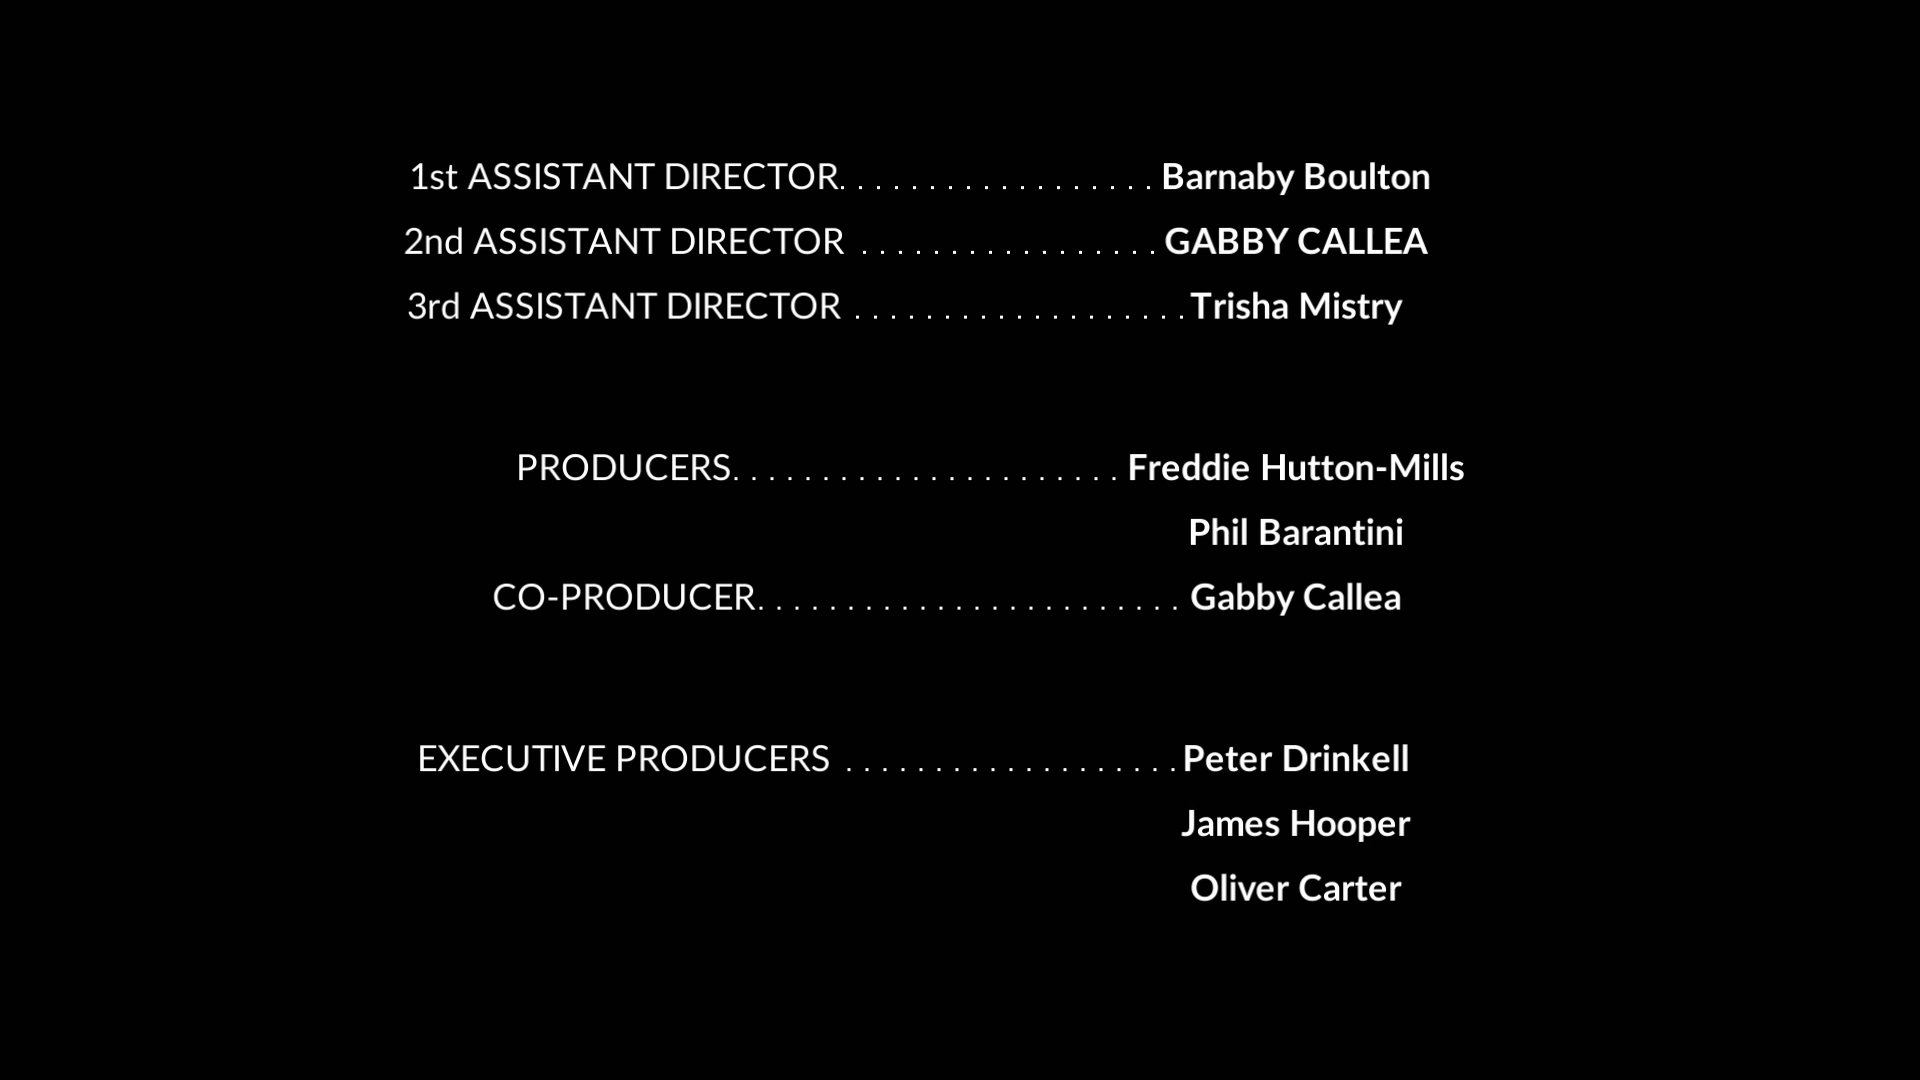 1st ASSISTANT DIRECTOR. . . . . . . . . . . . . . . . . . Barnaby Boulton
2nd ASSISTANT DIRECTOR . . . . . . . . . . . . . . . . . GABBY CALLEA
3rd ASSISTANT DIRECTOR . . . . . . . . . . . . . . . . . . . Trisha Mistry
PRODUCERS. . . . . . . . . . . . . . . . . . . . . . Freddie Hutton-Mills
Phil Barantini
CO-PRODUCER. . . . . . . . . . . . . . . . . . . . . . . . Gabby Callea
EXECUTIVE PRODUCERS . . . . . . . . . . . . . . . . . . . Peter Drinkell
James Hooper
Oliver Carter